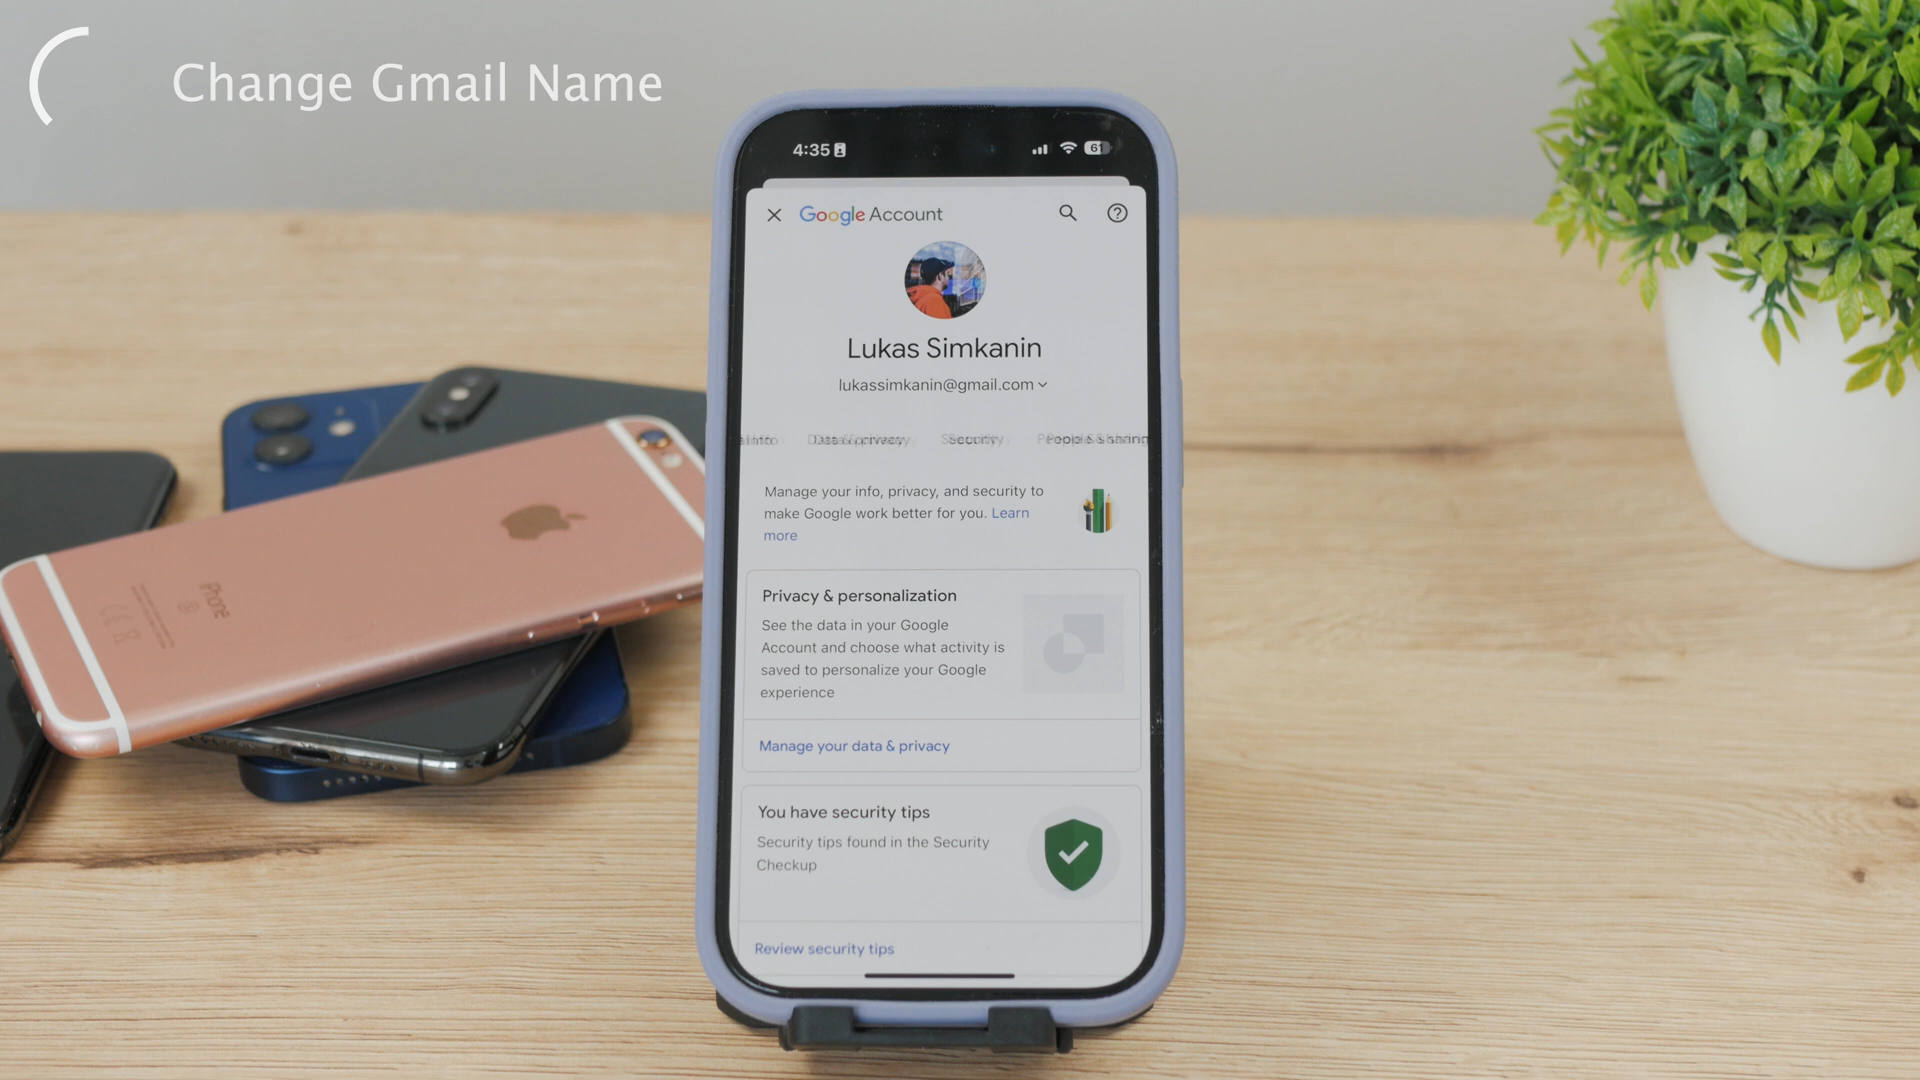 Change Gmail Name
4:35
61
Google Account
Lukas Simkanin
lukassimkanin@gmail.com
Security
People & sharing
Manage your info, privacy, and security to
make Google work better for you. Learn
more
Privacy & personalization
See the data in your Google
Account and choose what activity is
saved to personalize your Google
experience
Manage your data & privacy
You have security tips
Security tips found in the Security
Checkup
Review security tips
iPhone